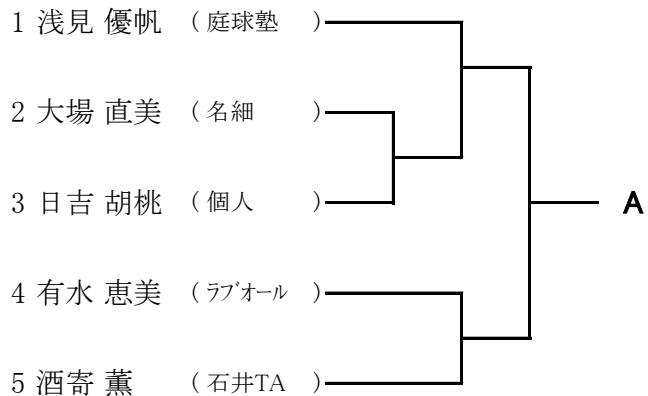 1 浅見 優帆 （ 庭球塾 ）
2 大場 直美 （ 名細 ）
3 日吉 胡桃 （ 個人 ）
A
4 有水 恵美 （ ﾗﾌﾞｵｰﾙ ）
5 酒寄 薫 （ 石井TA ）